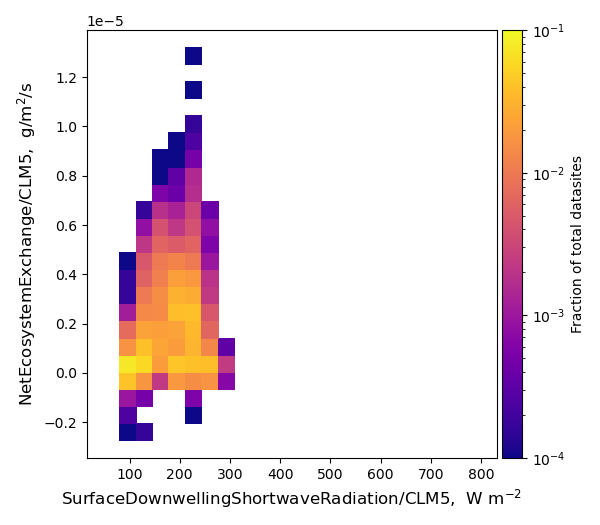 1e−5
1.2
1.0
0.8
0.6
0.4
0.2
0.0
−0.2
NetEcosystemExchange/CLM5, g/m²/s
100 200 300 400 500 600 700 800
SurfaceDownwellingShortwaveRadiation/CLM5, W m⁻²
10⁻¹
10⁻²
10⁻³
10⁻⁴
Fraction of total datasites